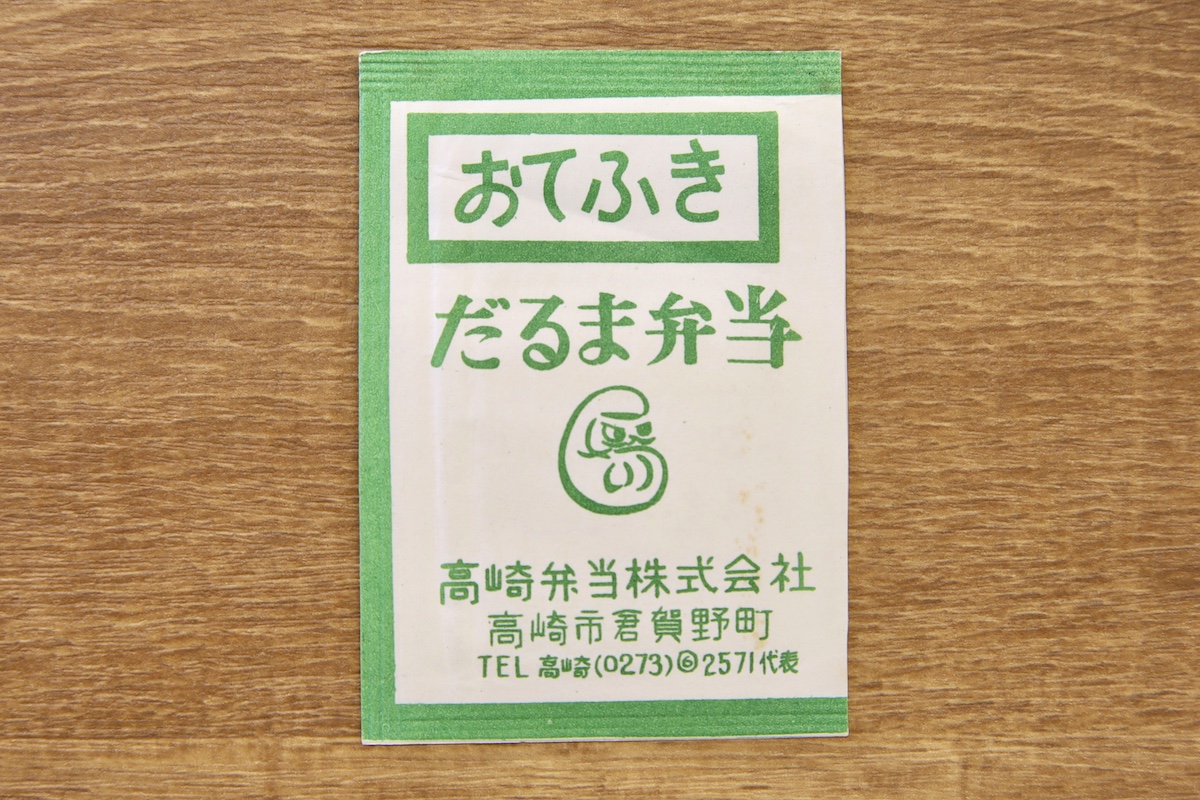 おてふき
だるま弁当
高崎弁当株式会社
高崎市倉賀野町
TEL 高崎(0273)⑥2571代表